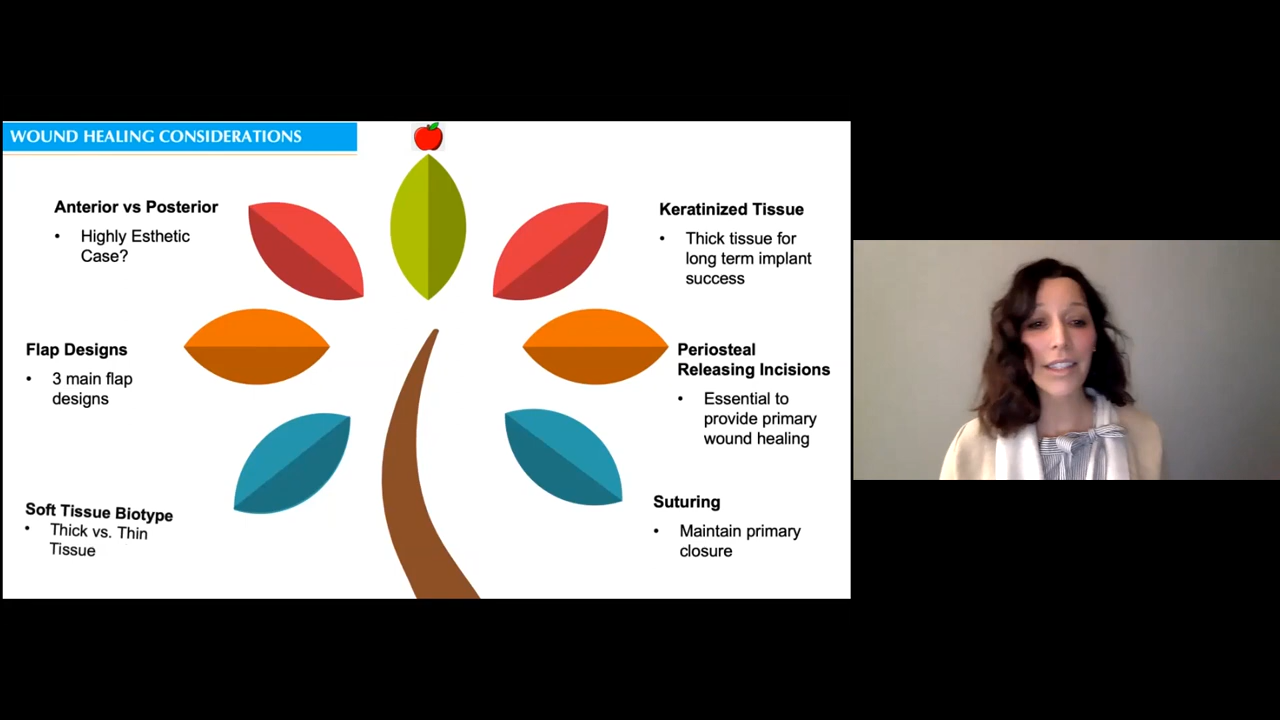 WOUND HEALING CONSIDERATIONS
Anterior vs Posterior
• Highly Esthetic
Case?
Flap Designs
• 3 main flap
designs
Soft Tissue Biotype
• Thick vs. Thin
Tissue
Keratinized Tissue
• Thick tissue for
long term implant
success
Periosteal
Releasing Incisions
• Essential to
provide primary
wound healing
Suturing
• Maintain primary
closure